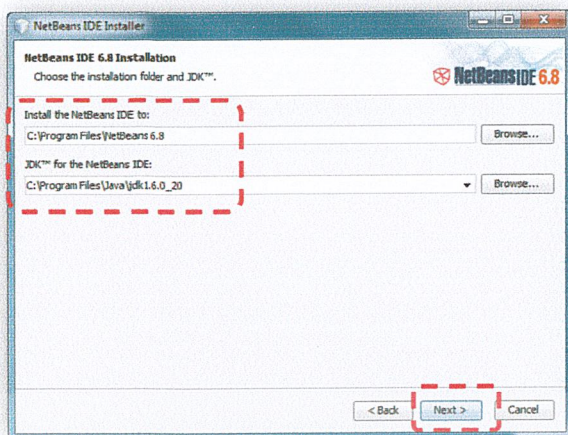 NetBeans IDE Installer
NetBeans IDE 6.8 Installation
Choose the installation folder and JDK™.
NetBeans IDE 6.8
Install the NetBeans IDE to:
C:\Program Files\NetBeans 6.8
Browse...
JDK™ for the NetBeans IDE:
C:\Program Files\Java\jdk1.6.0_20
Browse...
< Back
Next >
Cancel